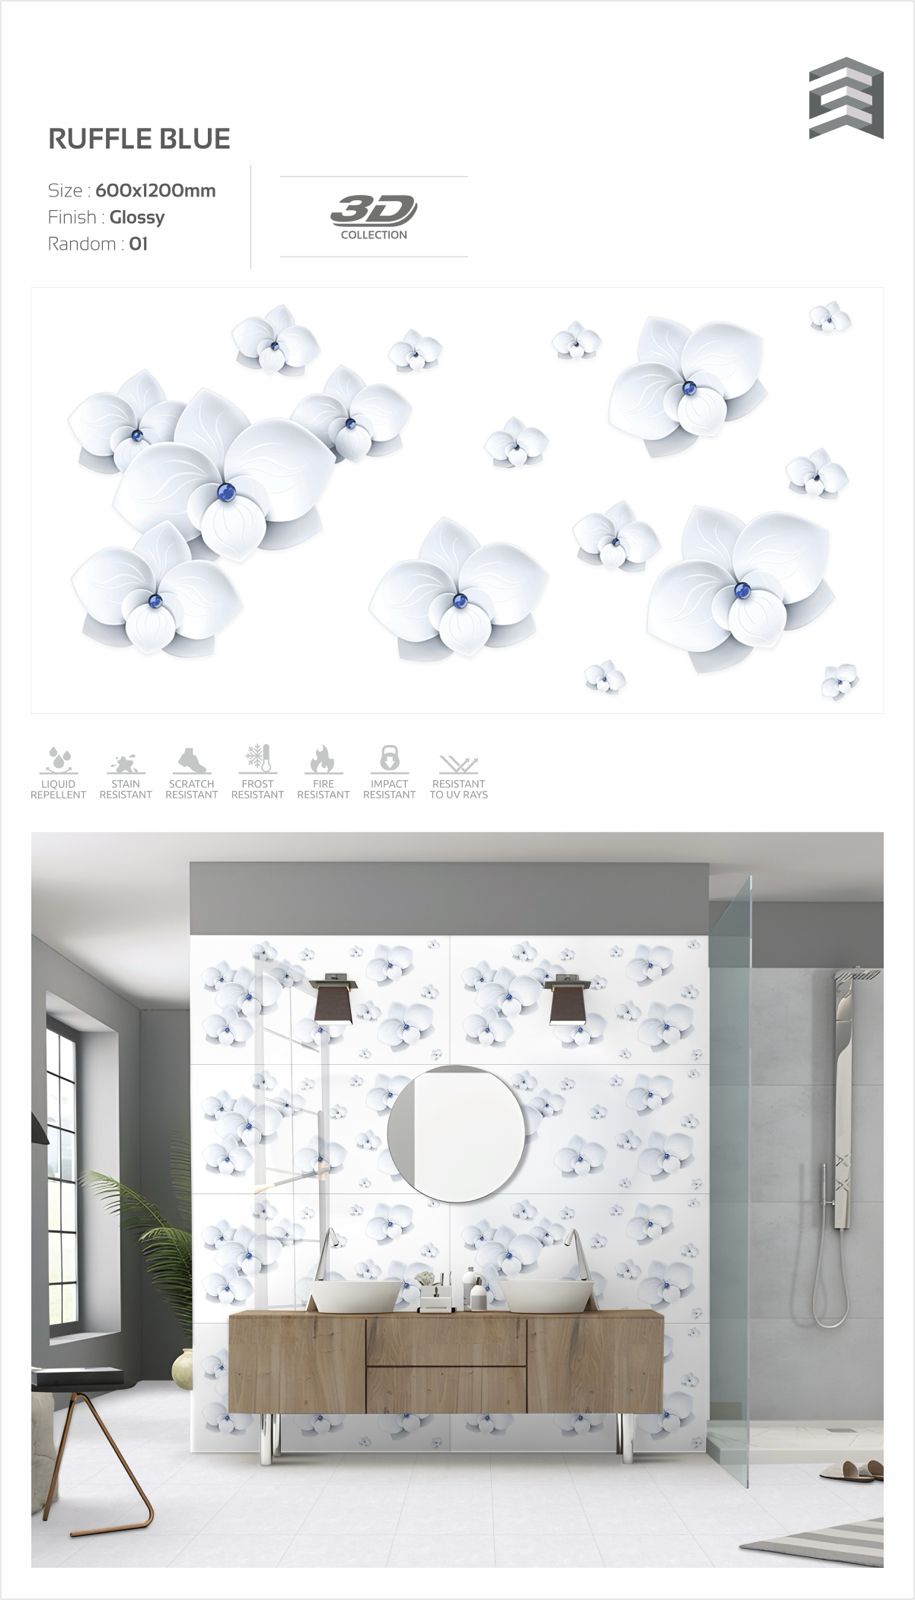 RUFFLE BLUE
Size : 600x1200mm
Finish : Glossy
Random : 01
3D
COLLECTION
LIQUID
REPELLENT
STAIN
RESISTANT
SCRATCH
RESISTANT
FROST
RESISTANT
FIRE
RESISTANT
IMPACT
RESISTANT
RESISTANT
TO UV RAYS